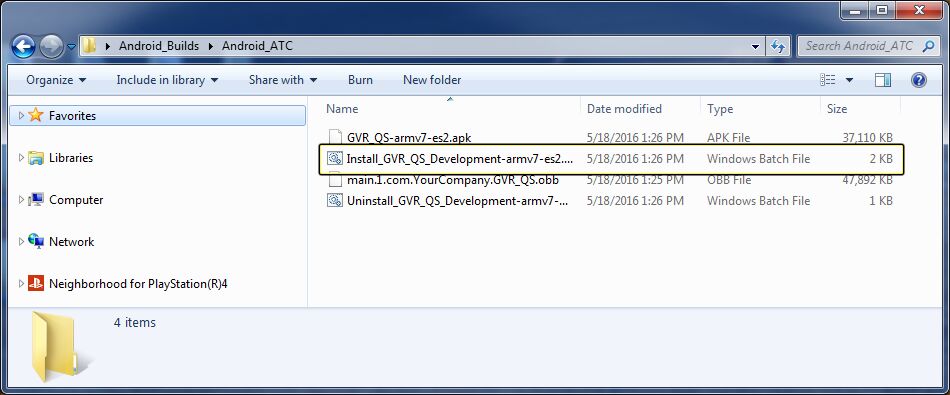 Android_Builds Android_ATC Search Android_ATC
Organize Include in library Share with Burn New folder
Name Date modified Type Size
Favorites
GVR_QS-armv7-es2.apk 5/18/2016 1:26 PM APK File 37,110 KB
Libraries Install_GVR_QS_Development-armv7-es2.... 5/18/2016 1:26 PM Windows Batch File 2 KB
main.1.com.YourCompany.GVR_QS.obb 5/18/2016 1:25 PM OBB File 47,892 KB
Computer Uninstall_GVR_QS_Development-armv7-... 5/18/2016 1:26 PM Windows Batch File 1 KB
Network
Neighborhood for PlayStation(R)4
4 items